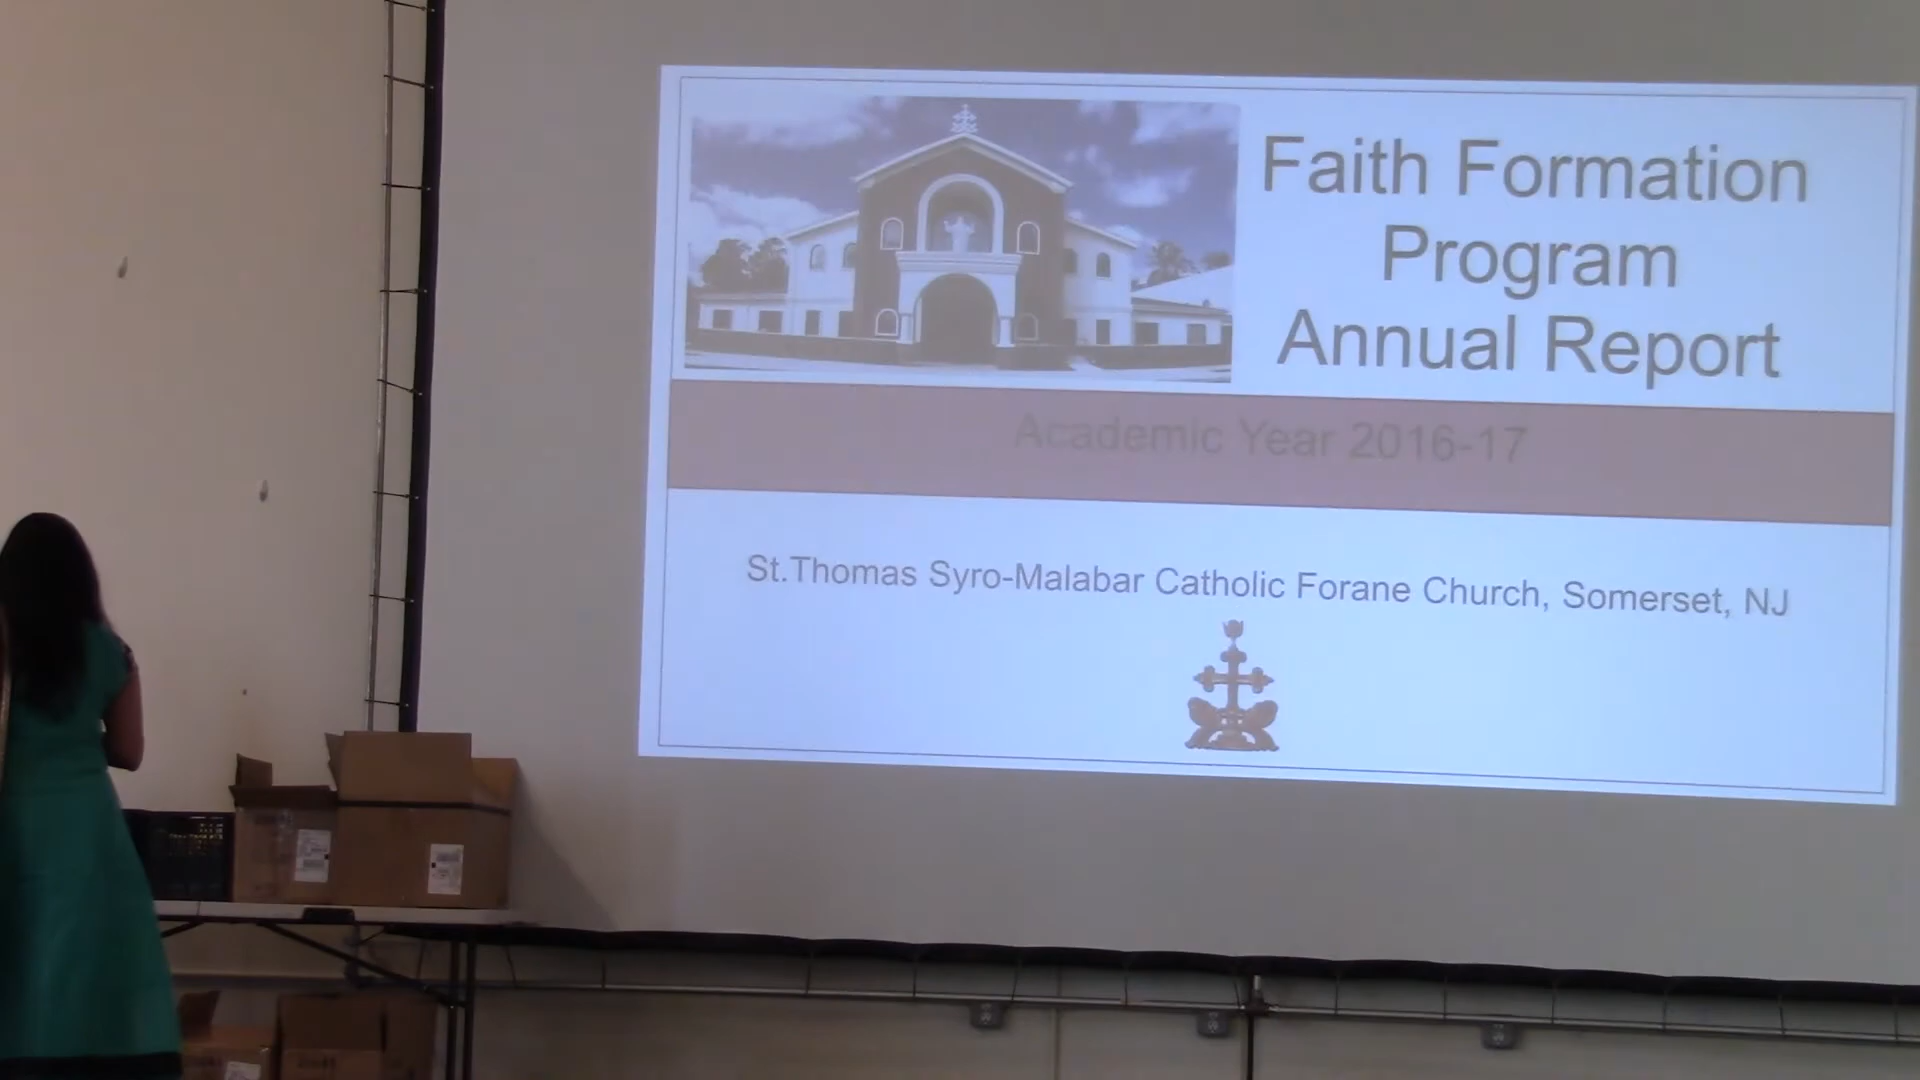 Faith Formation
Program
Annual Report
Academic Year 2016-17
St.Thomas Syro-Malabar Catholic Forane Church, Somerset, NJ